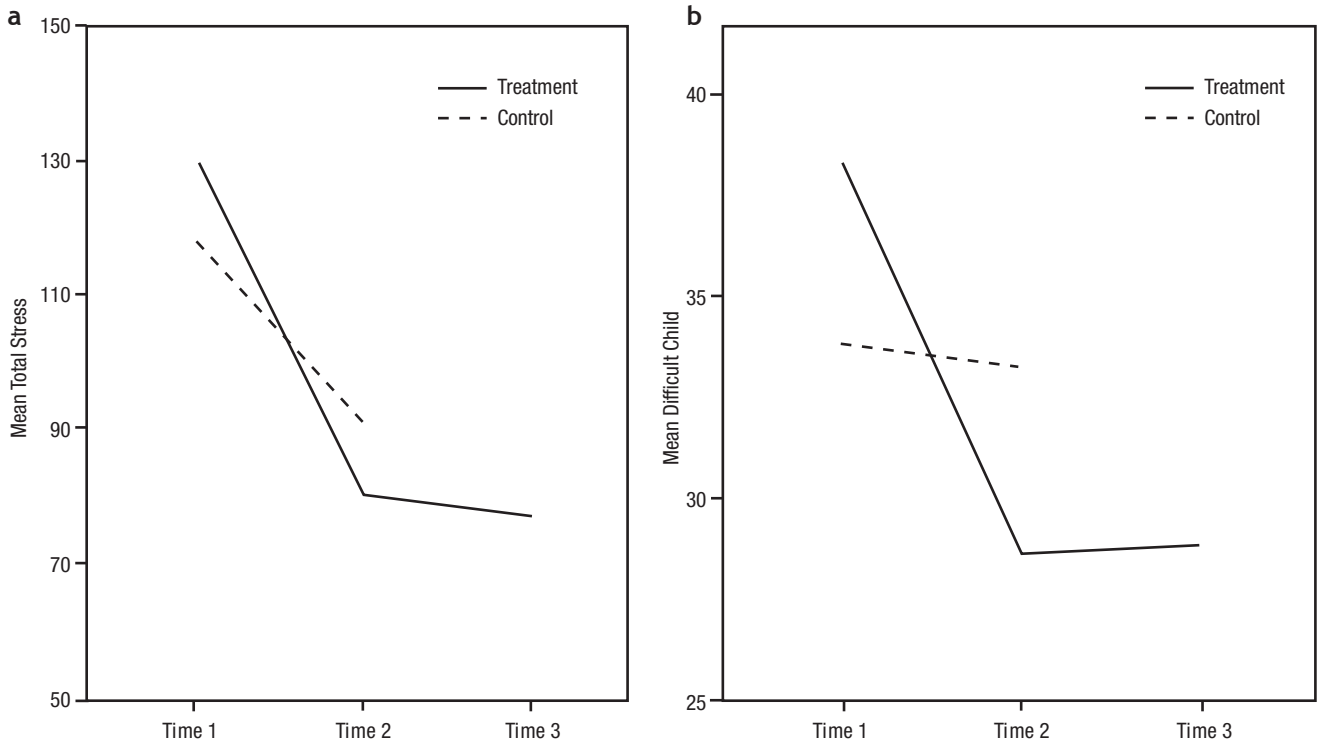 a
150
130
110
90
70
50
Mean Total Stress
Treatment
Control
Time 1
Time 2
Time 3
b
40
35
30
25
Mean Difficult Child
Treatment
Control
Time 1
Time 2
Time 3